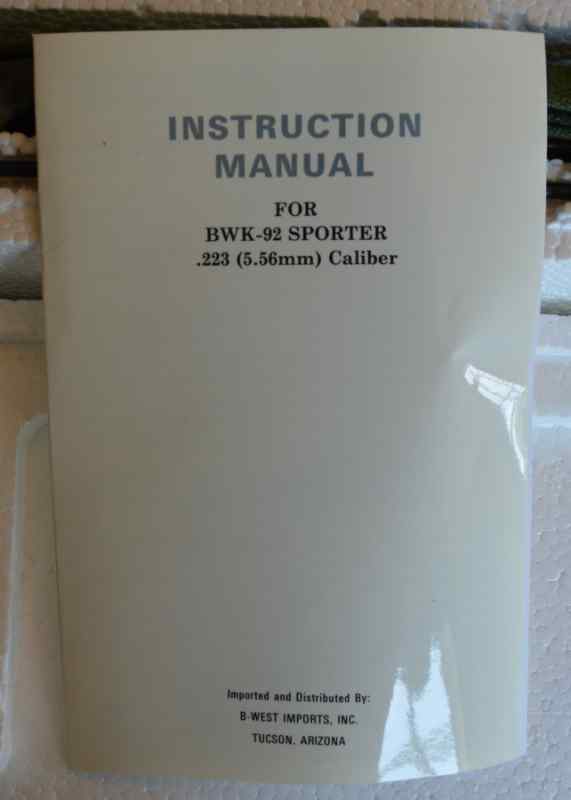 INSTRUCTION
MANUAL
FOR
BWK-92 SPORTER
.223 (5.56mm) Caliber
Imported and Distributed By:
B-WEST IMPORTS, INC.
TUCSON, ARIZONA